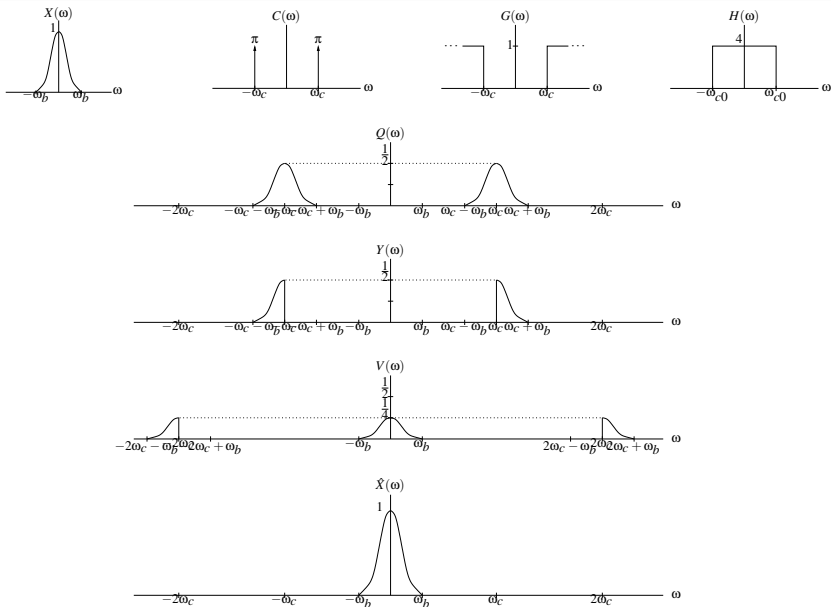 X(ω) C(ω) G(ω) H(ω)
1 π π ··· 1 ··· 4
−ω_b ω_b ω −ω_c ω_c ω −ω_c ω_c ω −ω_c0 ω_c0 ω
Q(ω)
1/2
−2ω_c −ω_c − ω_b −ω_c −ω_c + ω_b −ω_b ω_b ω_c − ω_b ω_c ω_c + ω_b 2ω_c ω
Y(ω)
1/2
−2ω_c −ω_c − ω_b −ω_c −ω_c + ω_b −ω_b ω_b ω_c − ω_b ω_c ω_c + ω_b 2ω_c ω
V(ω)
1/2
1/4
−2ω_c − ω_b −2ω_c −2ω_c + ω_b −ω_b ω_b 2ω_c − ω_b 2ω_c 2ω_c + ω_b ω
X̂(ω)
1
−2ω_c −ω_c −ω_b ω_b ω_c 2ω_c ω